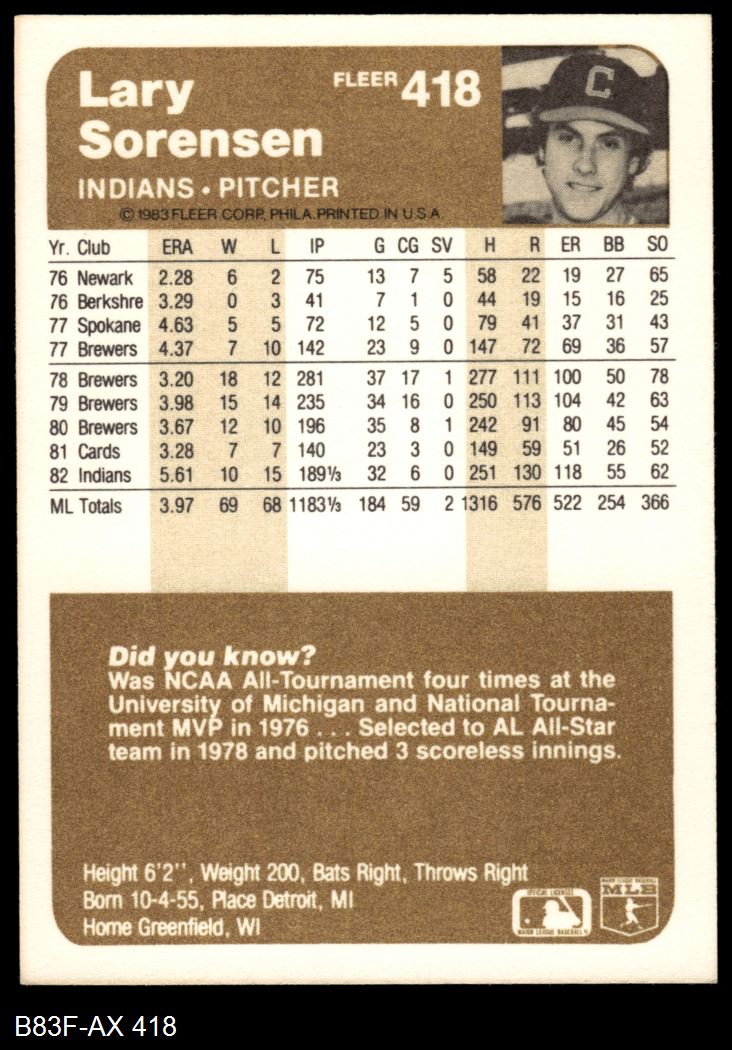 Lary
Sorensen
FLEER 418
C
INDIANS • PITCHER
© 1983 FLEER CORP. PHILA. PRINTED IN U.S.A.
Yr. Club ERA W L IP G CG SV H R ER BB SO
76 Newark 2.28 6 2 75 13 7 5 58 22 19 27 65
76 Berkshre 3.29 0 3 41 7 1 0 44 19 15 16 25
77 Spokane 4.63 5 5 72 12 5 0 79 41 37 31 43
77 Brewers 4.37 7 10 142 23 9 0 147 72 69 36 57
78 Brewers 3.20 18 12 281 37 17 1 277 111 100 50 78
79 Brewers 3.98 15 14 235 34 16 0 250 113 104 42 63
80 Brewers 3.67 12 10 196 35 8 1 242 91 80 45 54
81 Cards 3.28 7 7 140 23 3 0 149 59 51 26 52
82 Indians 5.61 10 15 189⅓ 32 6 0 251 130 118 55 62
ML Totals 3.97 69 68 1183⅓ 184 59 2 1316 576 522 254 366
Did you know?
Was NCAA All-Tournament four times at the
University of Michigan and National Tourna-
ment MVP in 1976 . . . Selected to AL All-Star
team in 1978 and pitched 3 scoreless innings.
Height 6'2'', Weight 200, Bats Right, Throws Right
Born 10-4-55, Place Detroit, MI
Home Greenfield, WI
OFFICIAL LICENSEE
MAJOR LEAGUE BASEBALL
MAJOR LEAGUE BASEBALL
MLB
B83F-AX 418